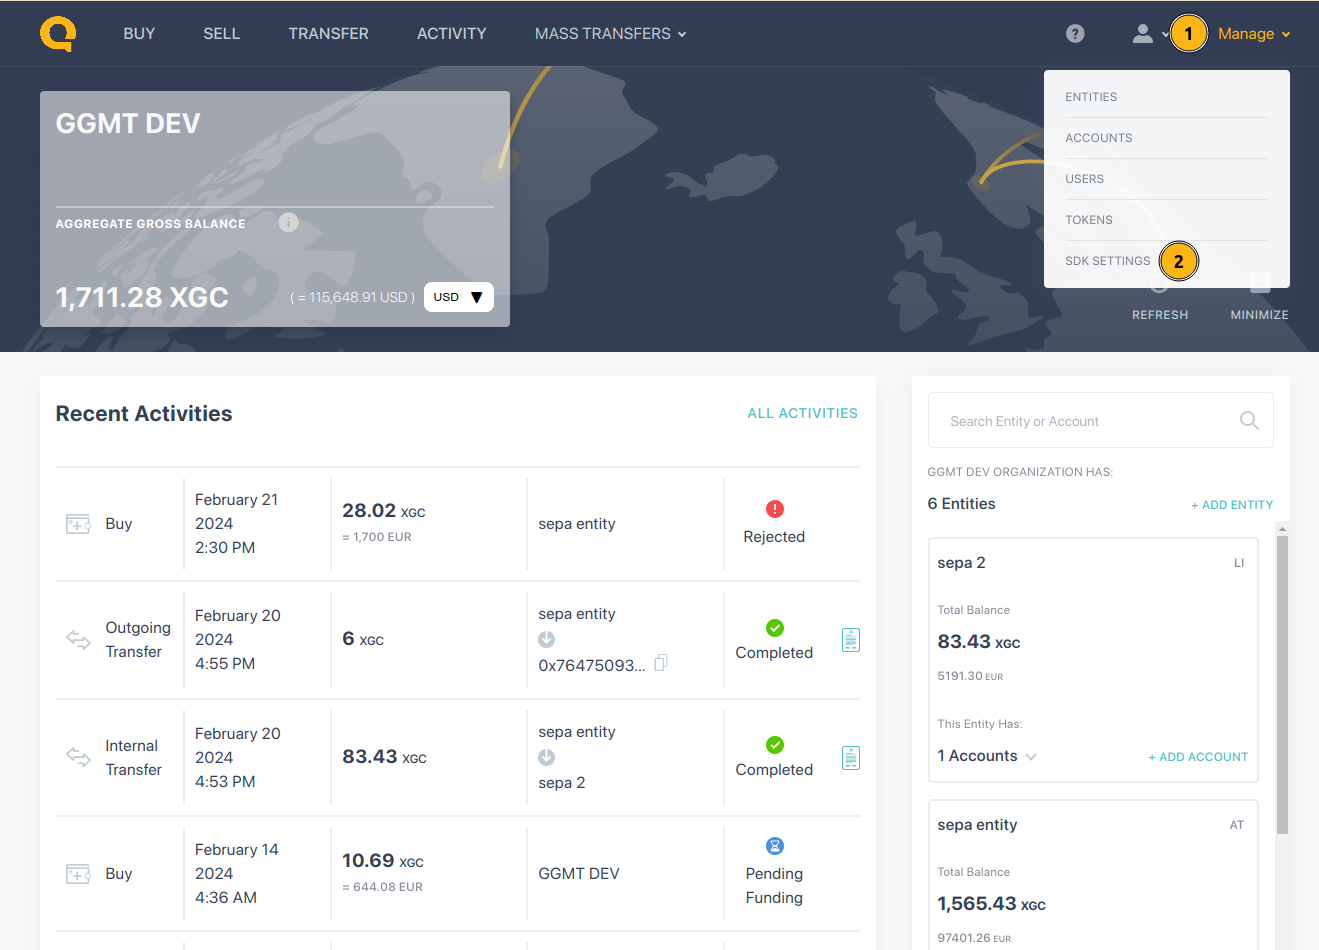 BUY
SELL
TRANSFER
ACTIVITY
MASS TRANSFERS
?
1
Manage
ENTITIES
ACCOUNTS
USERS
TOKENS
SDK SETTINGS
2
REFRESH
MINIMIZE
GGMT DEV
AGGREGATE GROSS BALANCE
i
1,711.28 XGC
( = 115,648.91 USD )
USD
Recent Activities
ALL ACTIVITIES
Buy
February 21
2024
2:30 PM
28.02 XGC
= 1,700 EUR
sepa entity
Rejected
Outgoing
Transfer
February 20
2024
4:55 PM
6 XGC
sepa entity
0x76475093...
Completed
Internal
Transfer
February 20
2024
4:53 PM
83.43 XGC
sepa entity
sepa 2
Completed
Buy
February 14
2024
4:36 AM
10.69 XGC
= 644.08 EUR
GGMT DEV
Pending
Funding
Search Entity or Account
GGMT DEV ORGANIZATION HAS:
6 Entities
+ ADD ENTITY
sepa 2
LI
Total Balance
83.43 XGC
5191.30 EUR
This Entity Has:
1 Accounts
+ ADD ACCOUNT
sepa entity
AT
Total Balance
1,565.43 XGC
97401.26 EUR